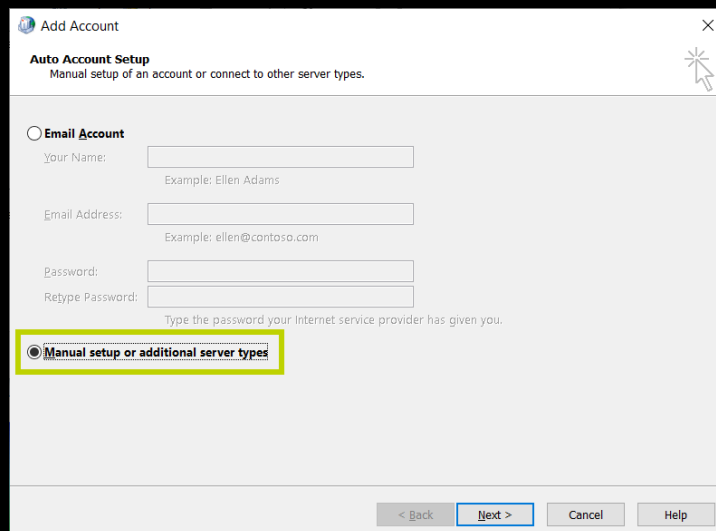 Add Account
Auto Account Setup
Manual setup of an account or connect to other server types.
Email Account
Your Name:
Example: Ellen Adams
Email Address:
Example: ellen@contoso.com
Password:
Retype Password:
Type the password your Internet service provider has given you.
Manual setup or additional server types
< Back Next > Cancel Help